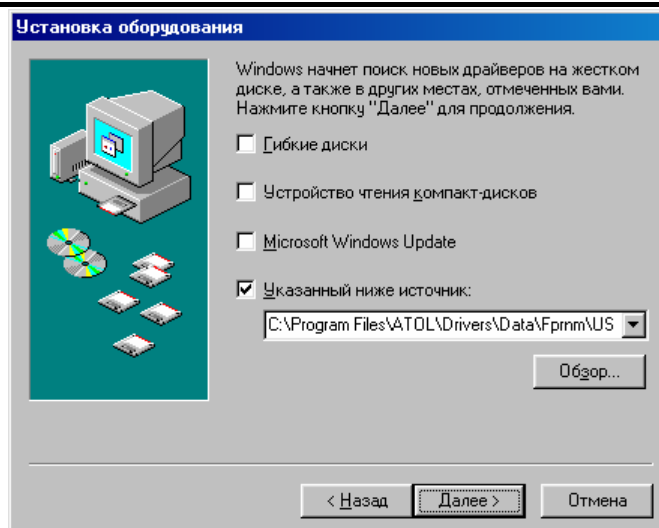 Установка оборудования
Windows начнет поиск новых драйверов на жестком
диске, а также в других местах, отмеченных вами.
Нажмите кнопку "Далее" для продолжения.
Гибкие диски
Устройство чтения компакт-дисков
Microsoft Windows Update
Указанный ниже источник:
C:\Program Files\ATOL\Drivers\Data\Fprnm\US
Обзор...
< Назад
Далее >
Отмена